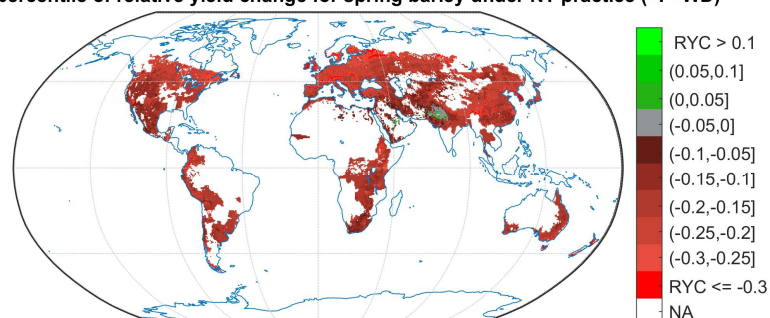 percentile of relative yield change for spring barley under NT practice (
RYC > 0.1
(0.05,0.1]
(0,0.05]
(-0.05,0]
(-0.1,-0.05]
(-0.15,-0.1]
(-0.2,-0.15]
(-0.25,-0.2]
(-0.3,-0.25]
RYC <= -0.3
NA